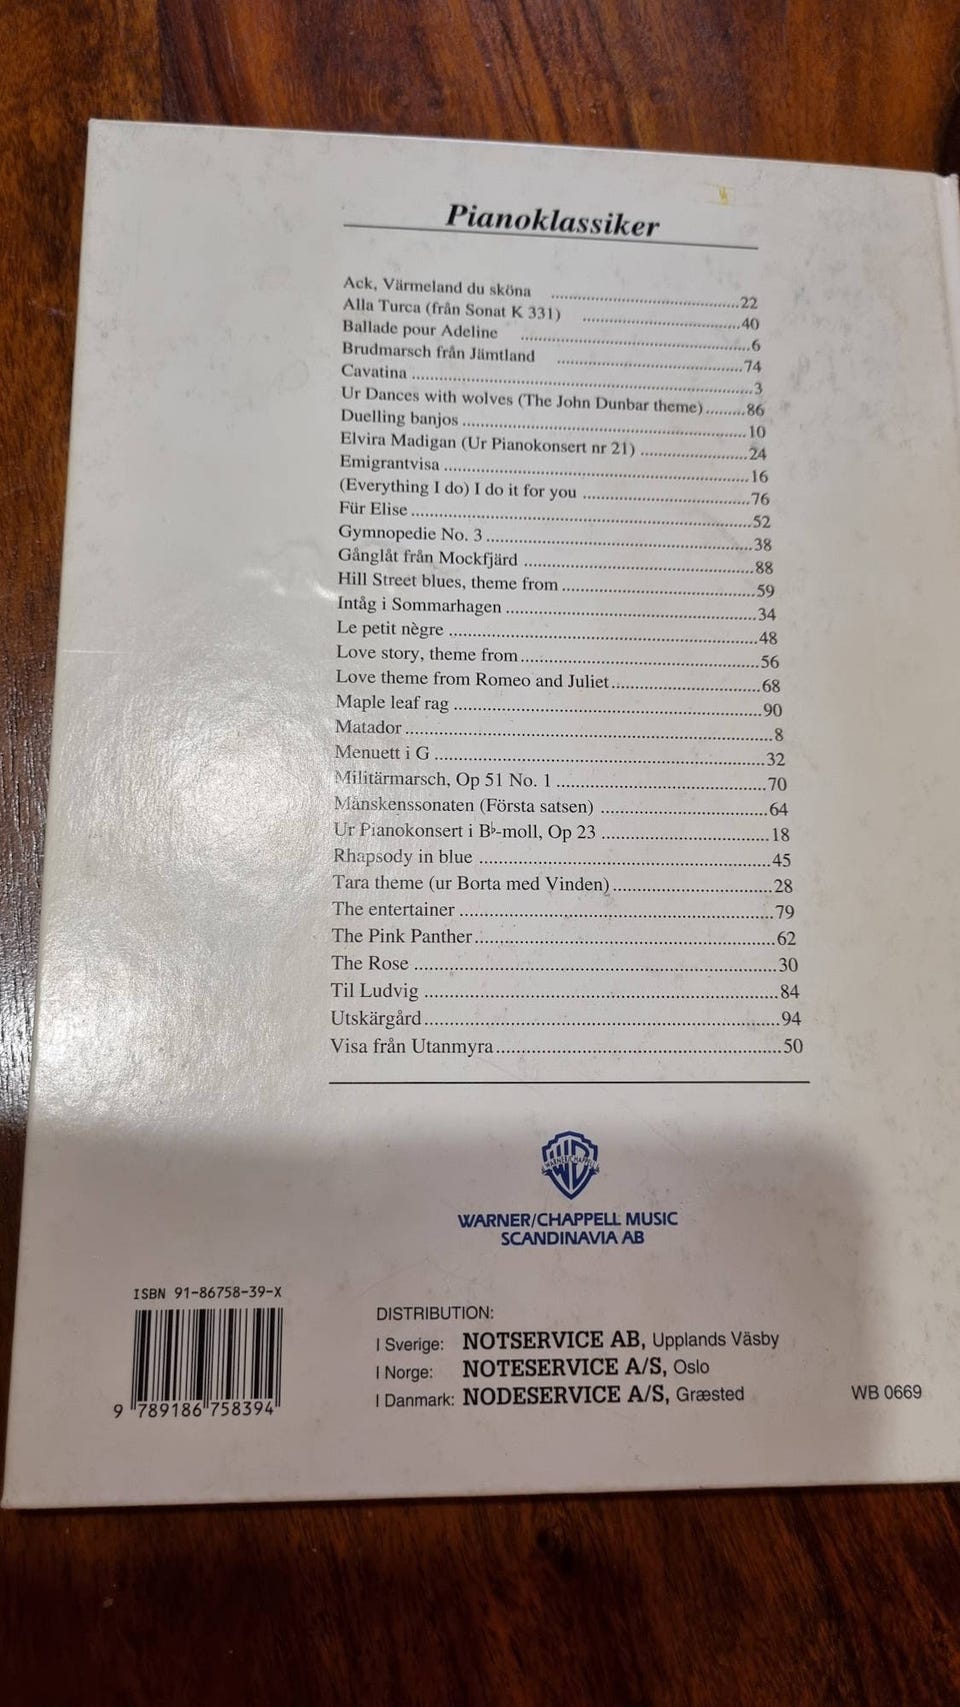 Pianoklassiker
Ack, Värmeland du sköna ........................22
Alla Turca (från Sonat K 331) ........................40
Ballade pour Adeline ........................6
Brudmarsch från Jämtland ........................74
Cavatina ........................3
Ur Dances with wolves (The John Dunbar theme).........86
Duelling banjos ........................10
Elvira Madigan (Ur Pianokonsert nr 21) ........................24
Emigrantvisa ........................16
(Everything I do) I do it for you ........................76
Für Elise ........................52
Gymnopedie No. 3 ........................38
Gånglåt från Mockfjärd ........................88
Hill Street blues, theme from ........................59
Intåg i Sommarhagen ........................34
Le petit nègre ........................48
Love story, theme from ........................56
Love theme from Romeo and Juliet ........................68
Maple leaf rag ........................90
Matador ........................8
Menuett i G ........................32
Militärmarsch, Op 51 No. 1 ........................70
Månskenssonaten (Första satsen) ........................64
Ur Pianokonsert i B♭-moll, Op 23 ........................18
Rhapsody in blue ........................45
Tara theme (ur Borta med Vinden) ........................28
The entertainer ........................79
The Pink Panther ........................62
The Rose ........................30
Til Ludvig ........................84
Utskärgård ........................94
Visa från Utanmyra ........................50
WARNER/CHAPPELL
WARNER/CHAPPELL MUSIC
SCANDINAVIA AB
ISBN 91-86758-39-X
9 789186 758394
DISTRIBUTION:
I Sverige: NOTSERVICE AB, Upplands Väsby
I Norge: NOTESERVICE A/S, Oslo
I Danmark: NODESERVICE A/S, Græsted
WB 0669